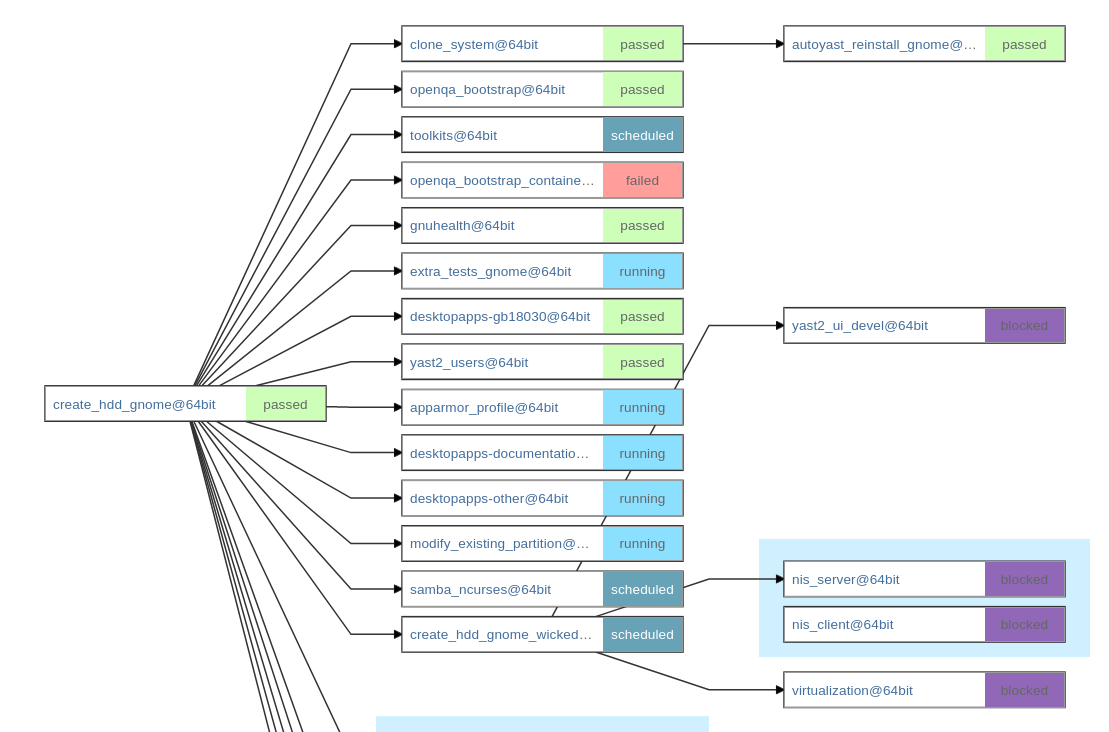 clone_system@64bit passed
autoyast_reinstall_gnome@... passed
openqa_bootstrap@64bit passed
toolkits@64bit scheduled
openqa_bootstrap_containe... failed
gnuhealth@64bit passed
extra_tests_gnome@64bit running
desktopapps-gb18030@64bit passed
yast2_ui_devel@64bit blocked
yast2_users@64bit passed
create_hdd_gnome@64bit passed
apparmor_profile@64bit running
desktopapps-documentatio... running
desktopapps-other@64bit running
modify_existing_partition@... running
nis_server@64bit blocked
samba_ncurses@64bit scheduled
nis_client@64bit blocked
create_hdd_gnome_wicked... scheduled
virtualization@64bit blocked